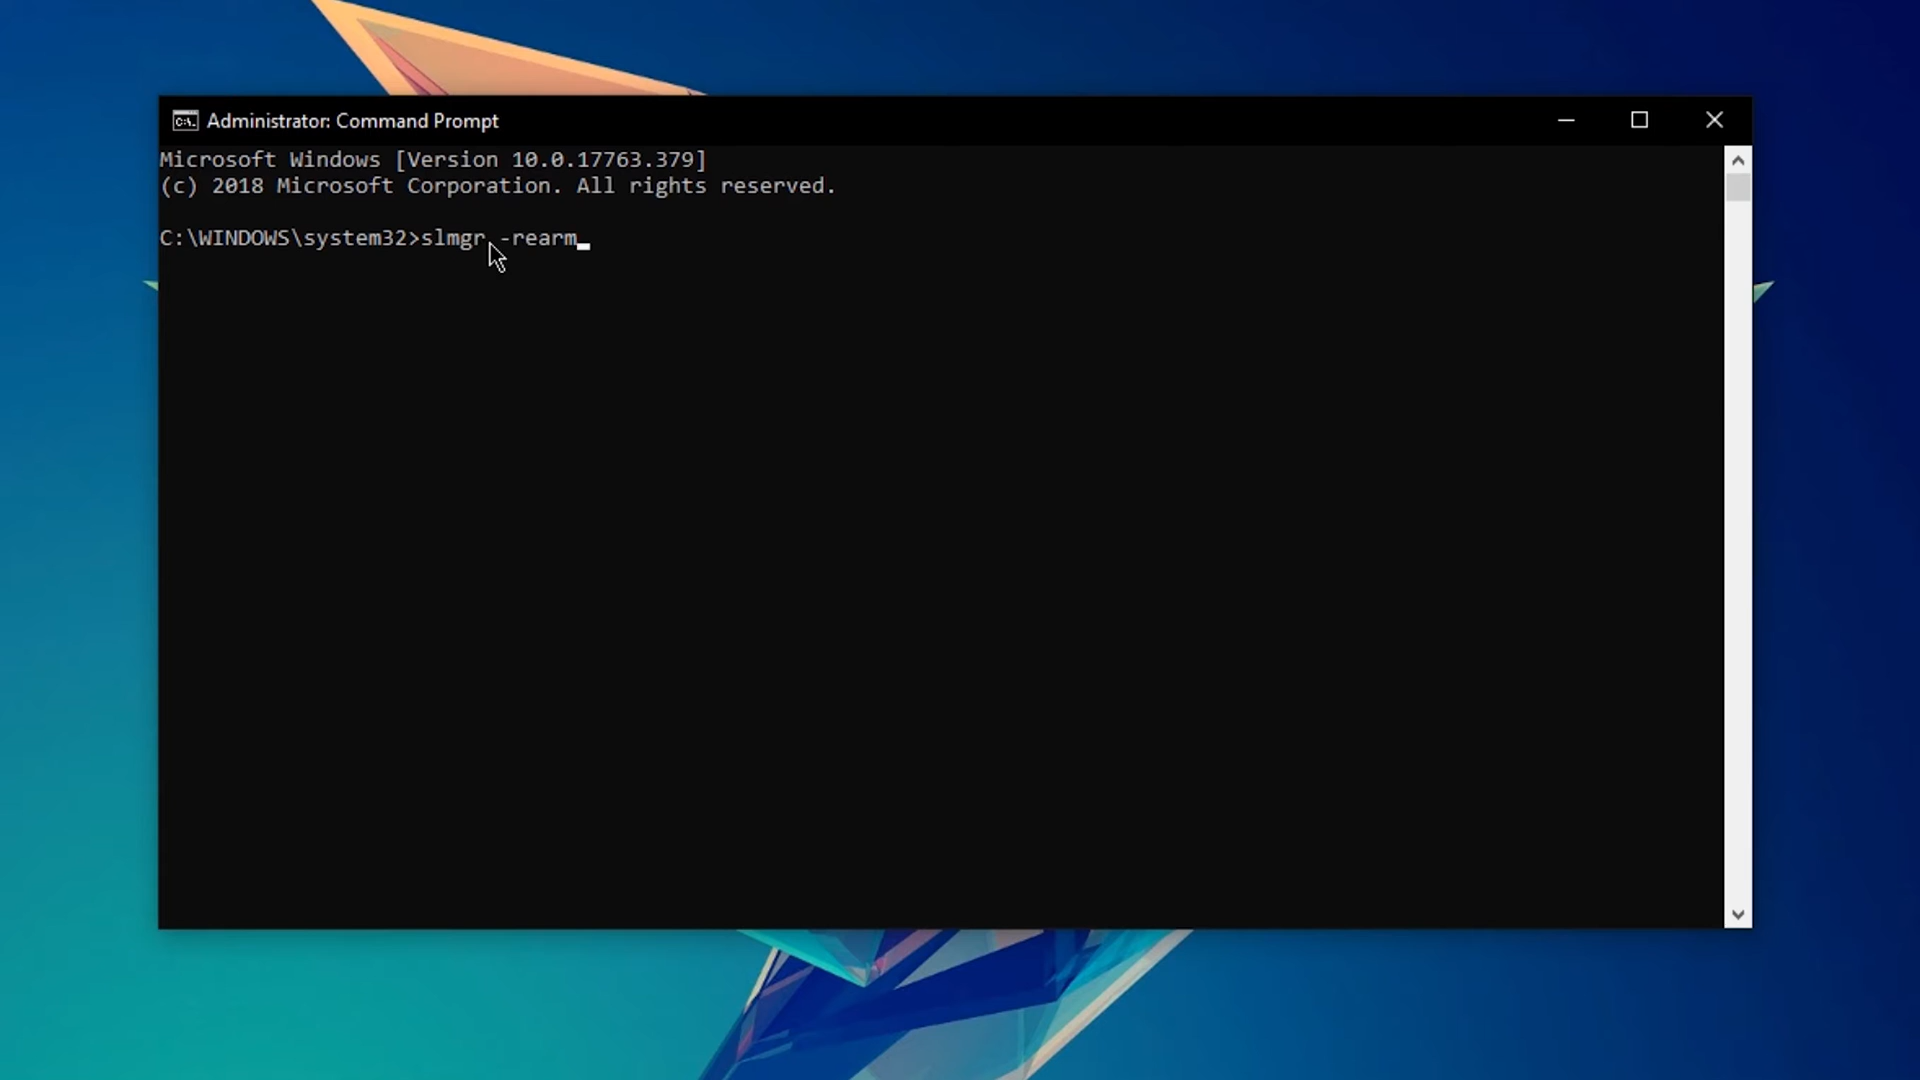 Administrator: Command Prompt
Microsoft Windows [Version 10.0.17763.379]
(c) 2018 Microsoft Corporation. All rights reserved.
C:\WINDOWS\system32>slmgr -rearm